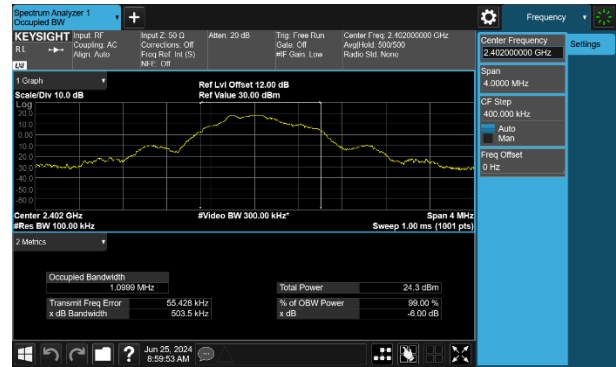 Spectrum Analyzer 1
Occupied BW
Frequency
KEYSIGHT
Input: RF
Input Z: 50 Ω
Atten: 20 dB
Trig: Free Run
Center Freq: 2.402000000 GHz
RL
Coupling: AC
Corrections: Off
Gate: Off
Avg|Hold: 500/500
Align: Auto
Freq Ref: Int (S)
#IF Gain: Low
Radio Std: None
NFE: Off
Center Frequency
2.402000000 GHz
Settings
Span
4.0000 MHz
CF Step
400.000 kHz
Auto
Man
Freq Offset
0 Hz
1 Graph
Ref Lvl Offset 12.00 dB
Scale/Div 10.0 dB
Ref Value 30.00 dBm
Log
20.0
10.0
0.00
-10.0
-20.0
-30.0
-40.0
-50.0
-60.0
Center 2.402 GHz
#Video BW 300.00 kHz*
Span 4 MHz
#Res BW 100.00 kHz
Sweep 1.00 ms (1001 pts)
2 Metrics
Occupied Bandwidth
1.0999 MHz
Total Power
24.3 dBm
Transmit Freq Error
55.428 kHz
% of OBW Power
99.00 %
x dB Bandwidth
503.5 kHz
x dB
-6.00 dB
?
Jun 25, 2024
8:59:53 AM